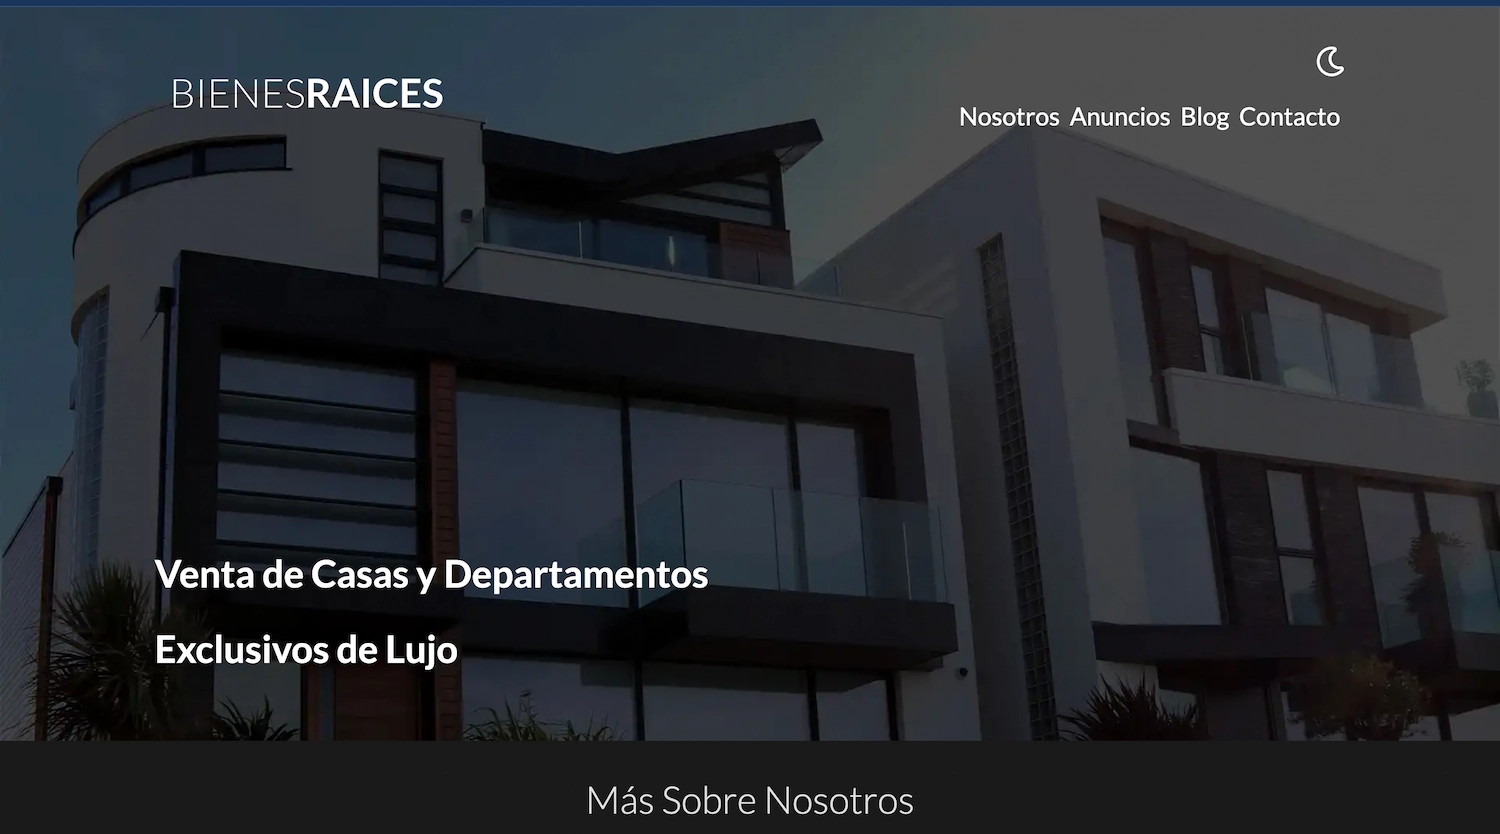 BIENESRAICES
Nosotros Anuncios Blog Contacto
Venta de Casas y Departamentos
Exclusivos de Lujo
Más Sobre Nosotros